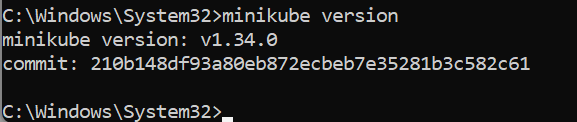 C:\Windows\System32>minikube version
minikube version: v1.34.0
commit: 210b148df93a80eb872ecbeb7e35281b3c582c61
C:\Windows\System32>